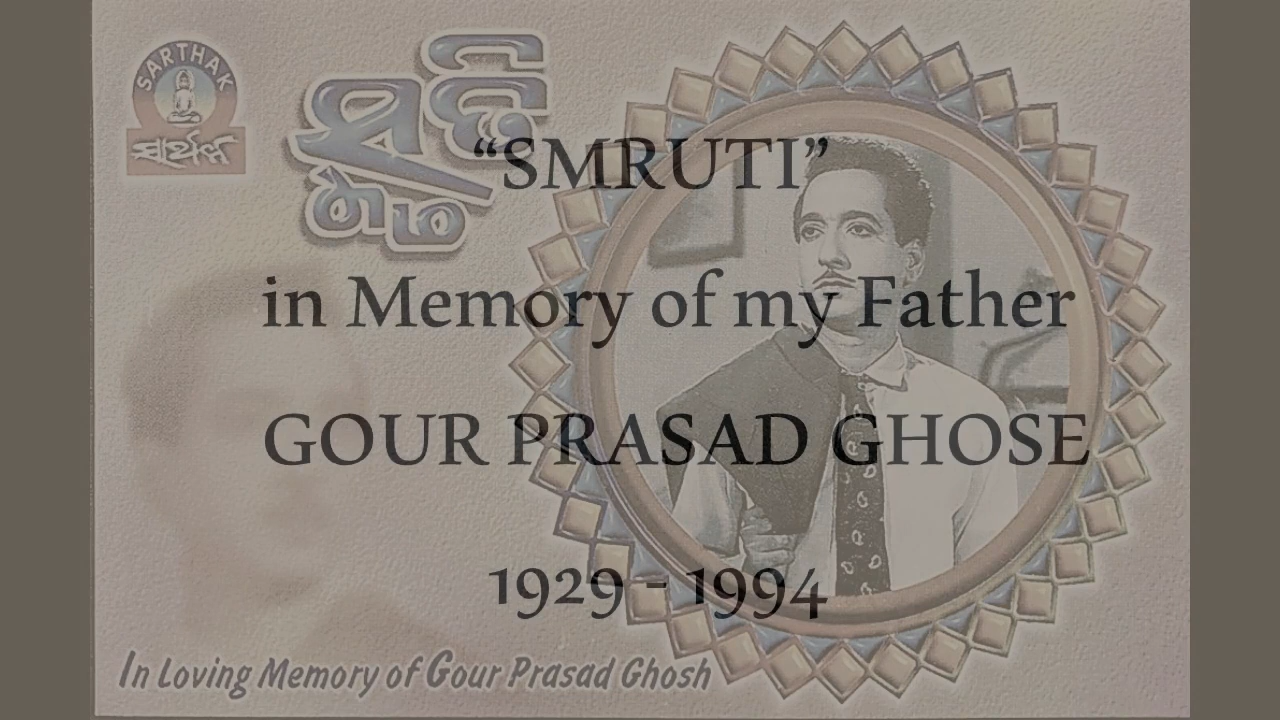 SARTHAK
ସାର୍ଥକ
ସ୍ମୃତି
“SMRUTI”
in Memory of my Father
GOUR PRASAD GHOSE
1929 - 1994
In Loving Memory of Gour Prasad Ghosh